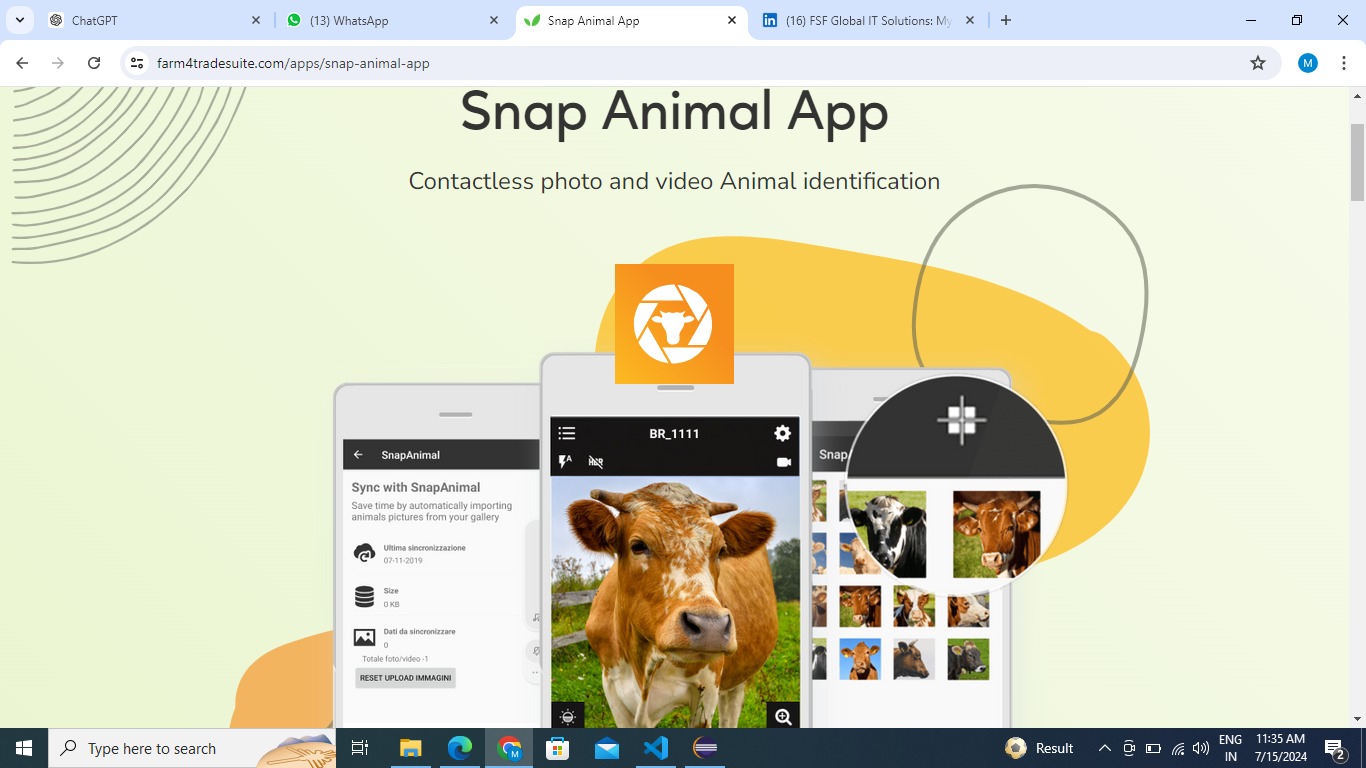 ChatGPT
(13) WhatsApp
Snap Animal App
(16) FSF Global IT Solutions: My
farm4tradesuite.com/apps/snap-animal-app
M
Snap Animal App
Contactless photo and video Animal identification
SnapAnimal
Sync with SnapAnimal
Save time by automatically importing
animals pictures from your gallery
Ultima sincronizzazione
07-11-2019
Size
0 KB
Dati da sincronizzare
0
Totale foto/video -1
RESET UPLOAD IMMAGINI
BR_1111
A
HDR
Snap
Type here to search
Result
ENG
IN
11:35 AM
7/15/2024
2